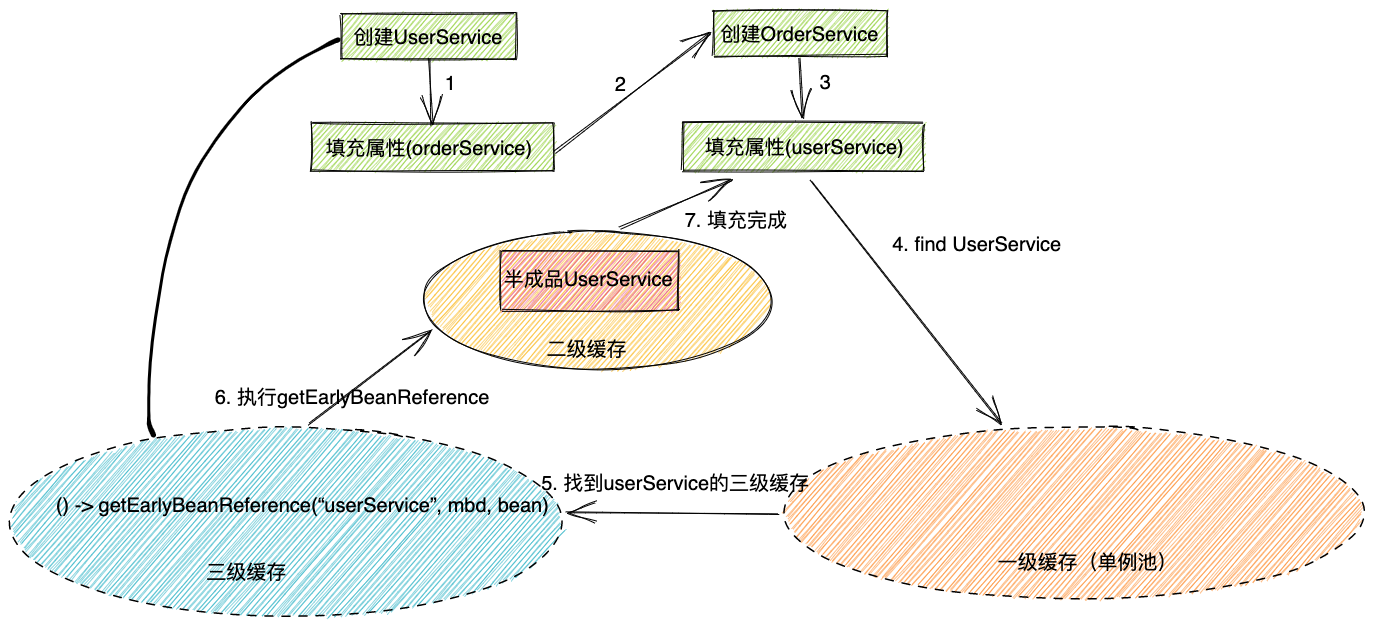 创建UserService
创建OrderService
1
2
3
填充属性(orderService)
填充属性(userService)
7. 填充完成
4. find UserService
半成品UserService
二级缓存
6. 执行getEarlyBeanReference
5. 找到userService的三级缓存
() -> getEarlyBeanReference(“userService”, mbd, bean)
三级缓存
一级缓存（单例池）